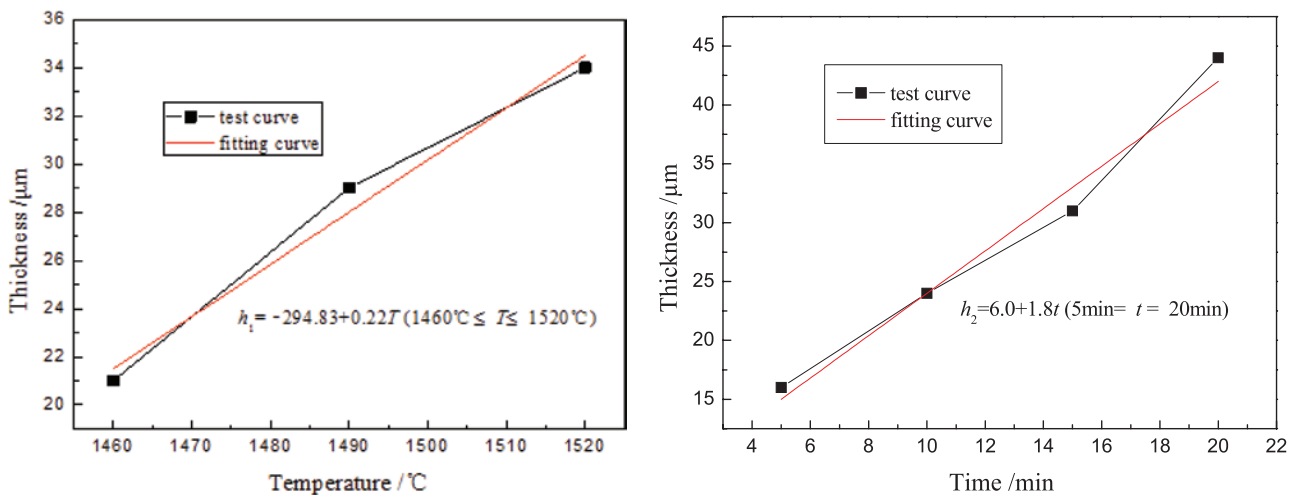 36
34
32
30
28
26
24
22
20
Thickness /μm
test curve
fitting curve
h₁= -294.83+0.22T (1460℃≤ T≤ 1520℃)
1460 1470 1480 1490 1500 1510 1520
Temperature /℃
45
40
35
30
25
20
15
Thickness /μm
test curve
fitting curve
h₂=6.0+1.8t (5min= t = 20min)
4 6 8 10 12 14 16 18 20 22
Time /min